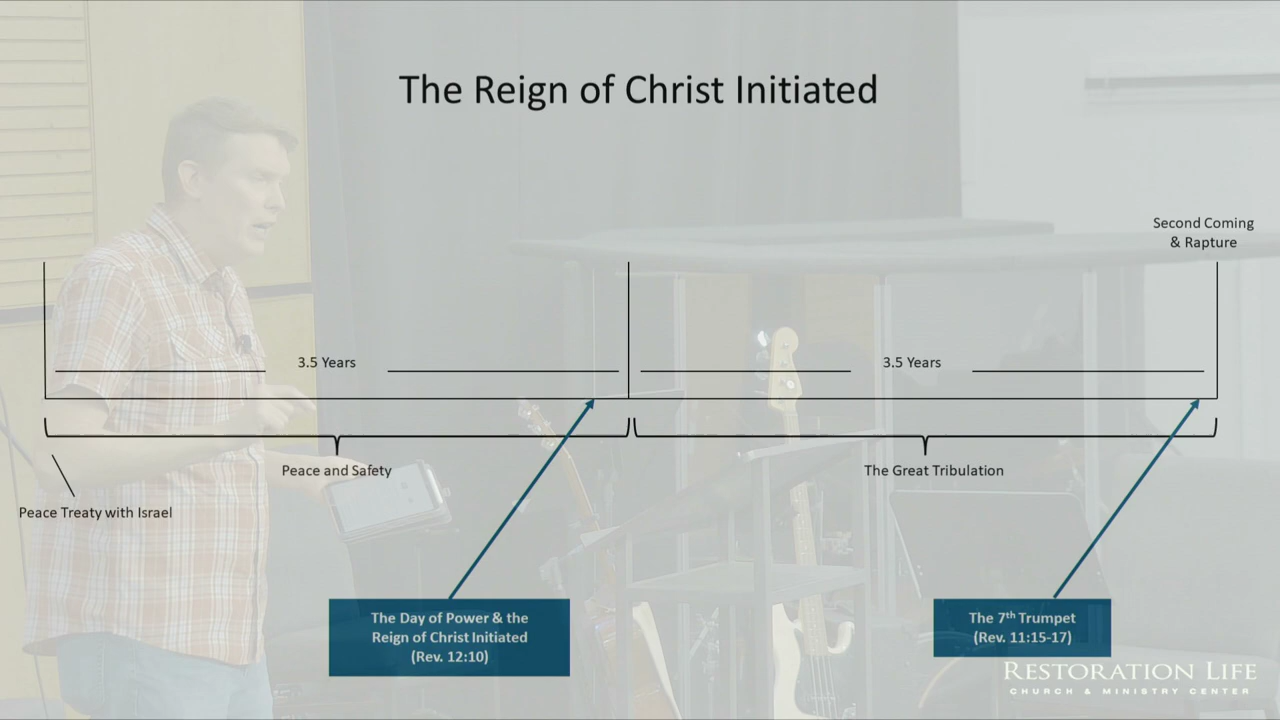 The Reign of Christ Initiated
Second Coming
& Rapture
3.5 Years
3.5 Years
Peace and Safety
The Great Tribulation
Peace Treaty with Israel
The Day of Power & the
Reign of Christ Initiated
(Rev. 12:10)
The 7th Trumpet
(Rev. 11:15-17)
RESTORATION LIFE
CHURCH & MINISTRY CENTER